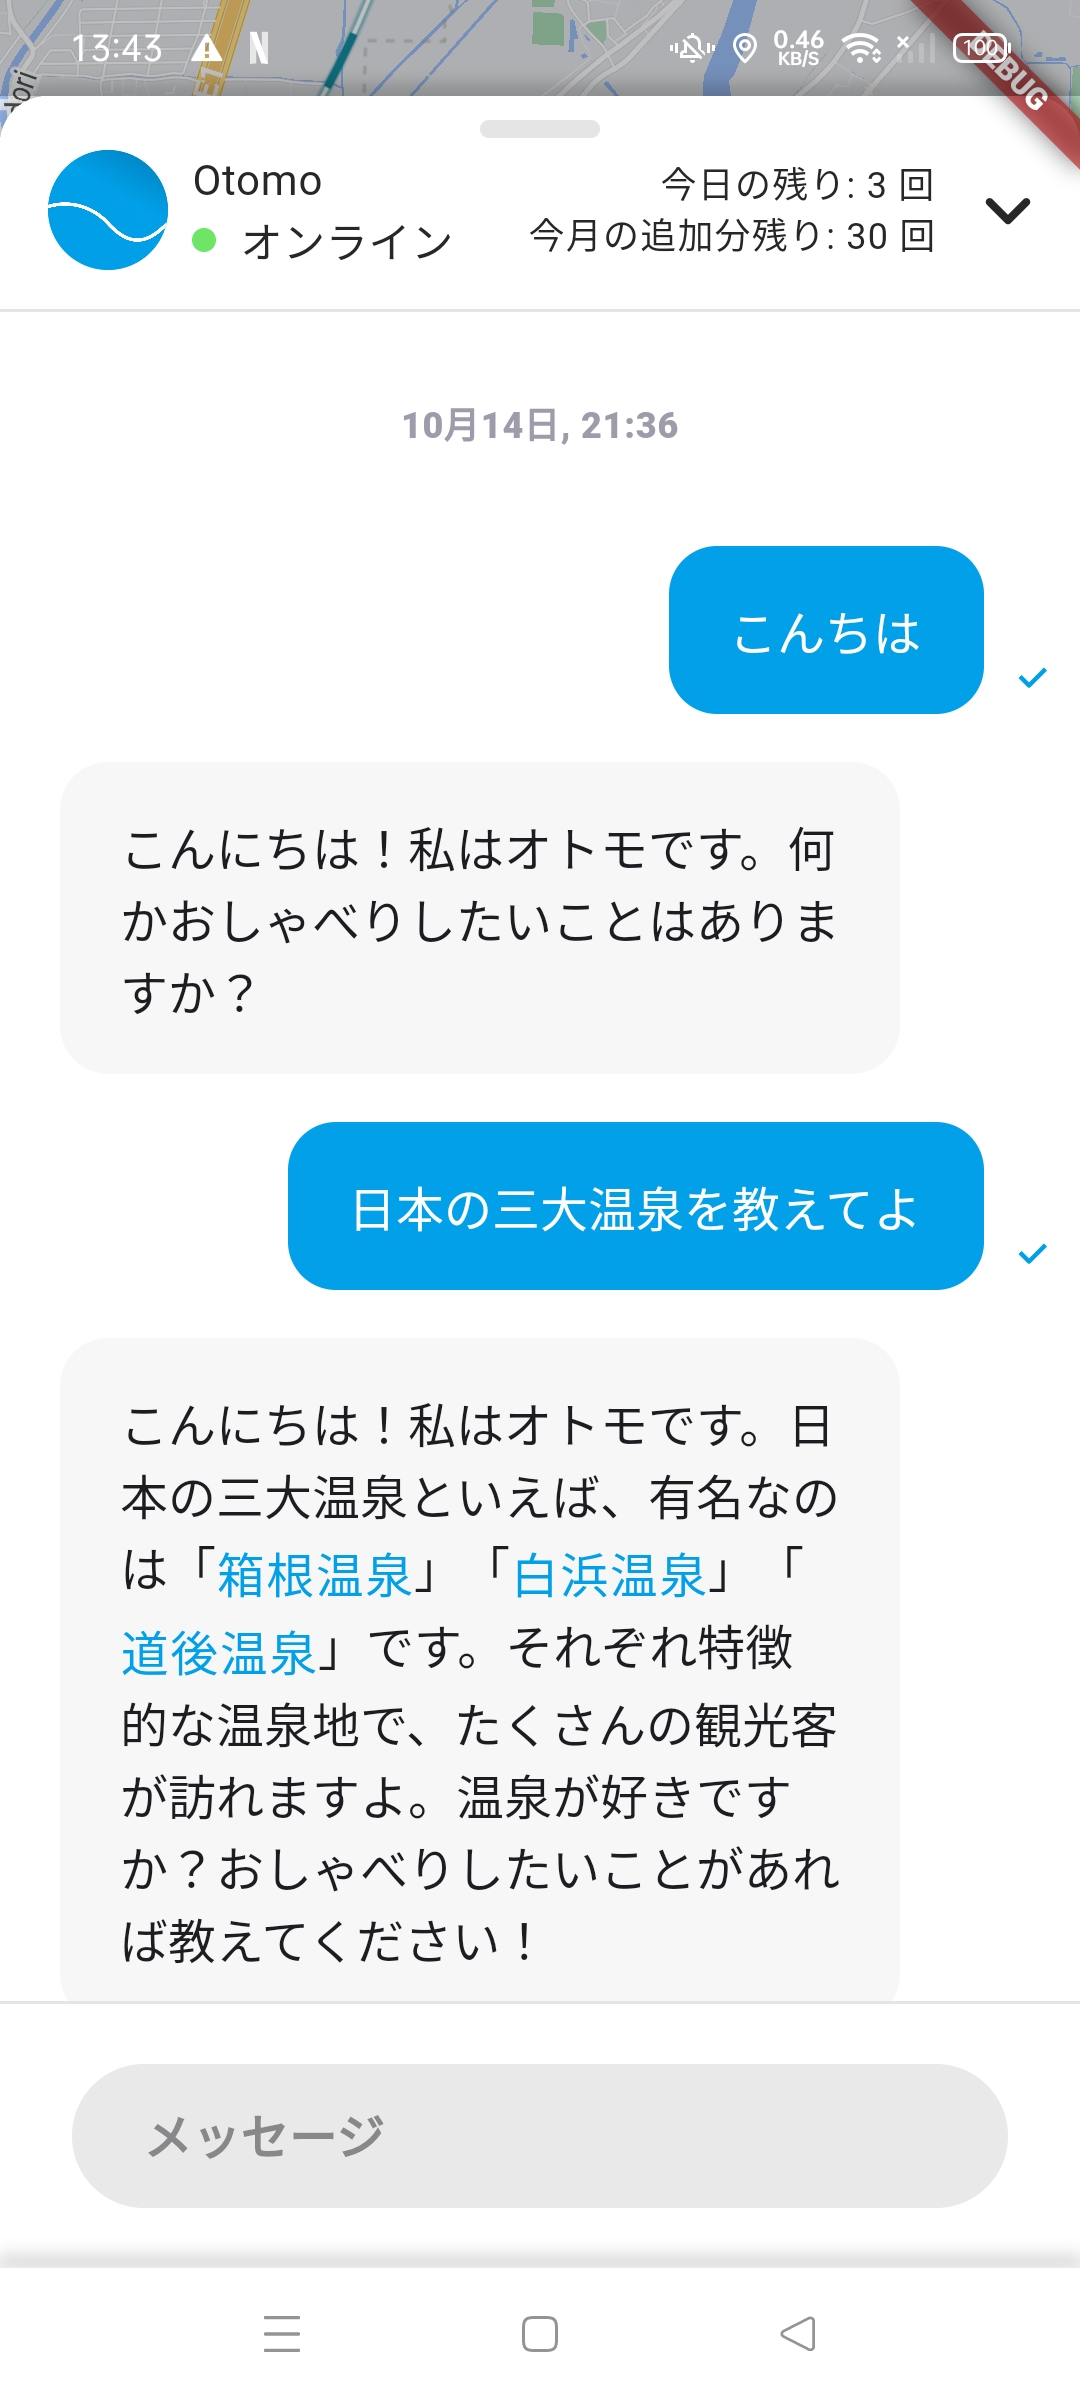 13:43
0.46
KB/S
100
DEBUG
Otomo
オンライン
今日の残り: 3 回
今月の追加分残り: 30 回
10月14日, 21:36
こんちは
こんにちは！私はオトモです。何
かおしゃべりしたいことはありま
すか？
日本の三大温泉を教えてよ
こんにちは！私はオトモです。日
本の三大温泉といえば、有名なの
は「箱根温泉」「白浜温泉」「
道後温泉」です。それぞれ特徴
的な温泉地で、たくさんの観光客
が訪れますよ。温泉が好きです
か？おしゃべりしたいことがあれ
ば教えてください！
メッセージ